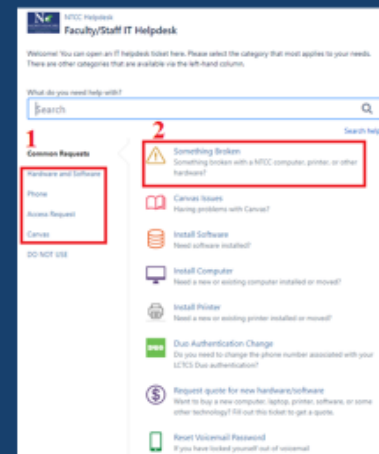 NTCC Helpdesk
Faculty/Staff IT Helpdesk
Welcome! You can open an IT helpdesk ticket here. Please select the category that most applies to your needs.
There are other categories that are available via the left-hand column.
What do you need help with?
Search
Search help
1
2
Common Requests
Hardware and Software
Phone
Access Request
Canvas
DO NOT USE
Something Broken
Something broken with a NTCC computer, printer, or other
hardware?
Canvas Issues
Having problems with Canvas?
Install Software
Need software installed?
Install Computer
Need a new or existing computer installed or moved?
Install Printer
Need a new or existing printer installed or moved?
DUO
Duo Authentication Change
Do you need to change the phone number associated with your
LCTCS Duo authentication?
Request quote for new hardware/software
Want to buy a new computer, laptop, printer, software, or some
other technology? Fill out this ticket to get a quote.
Reset Voicemail Password
If you have locked yourself out of voicemail